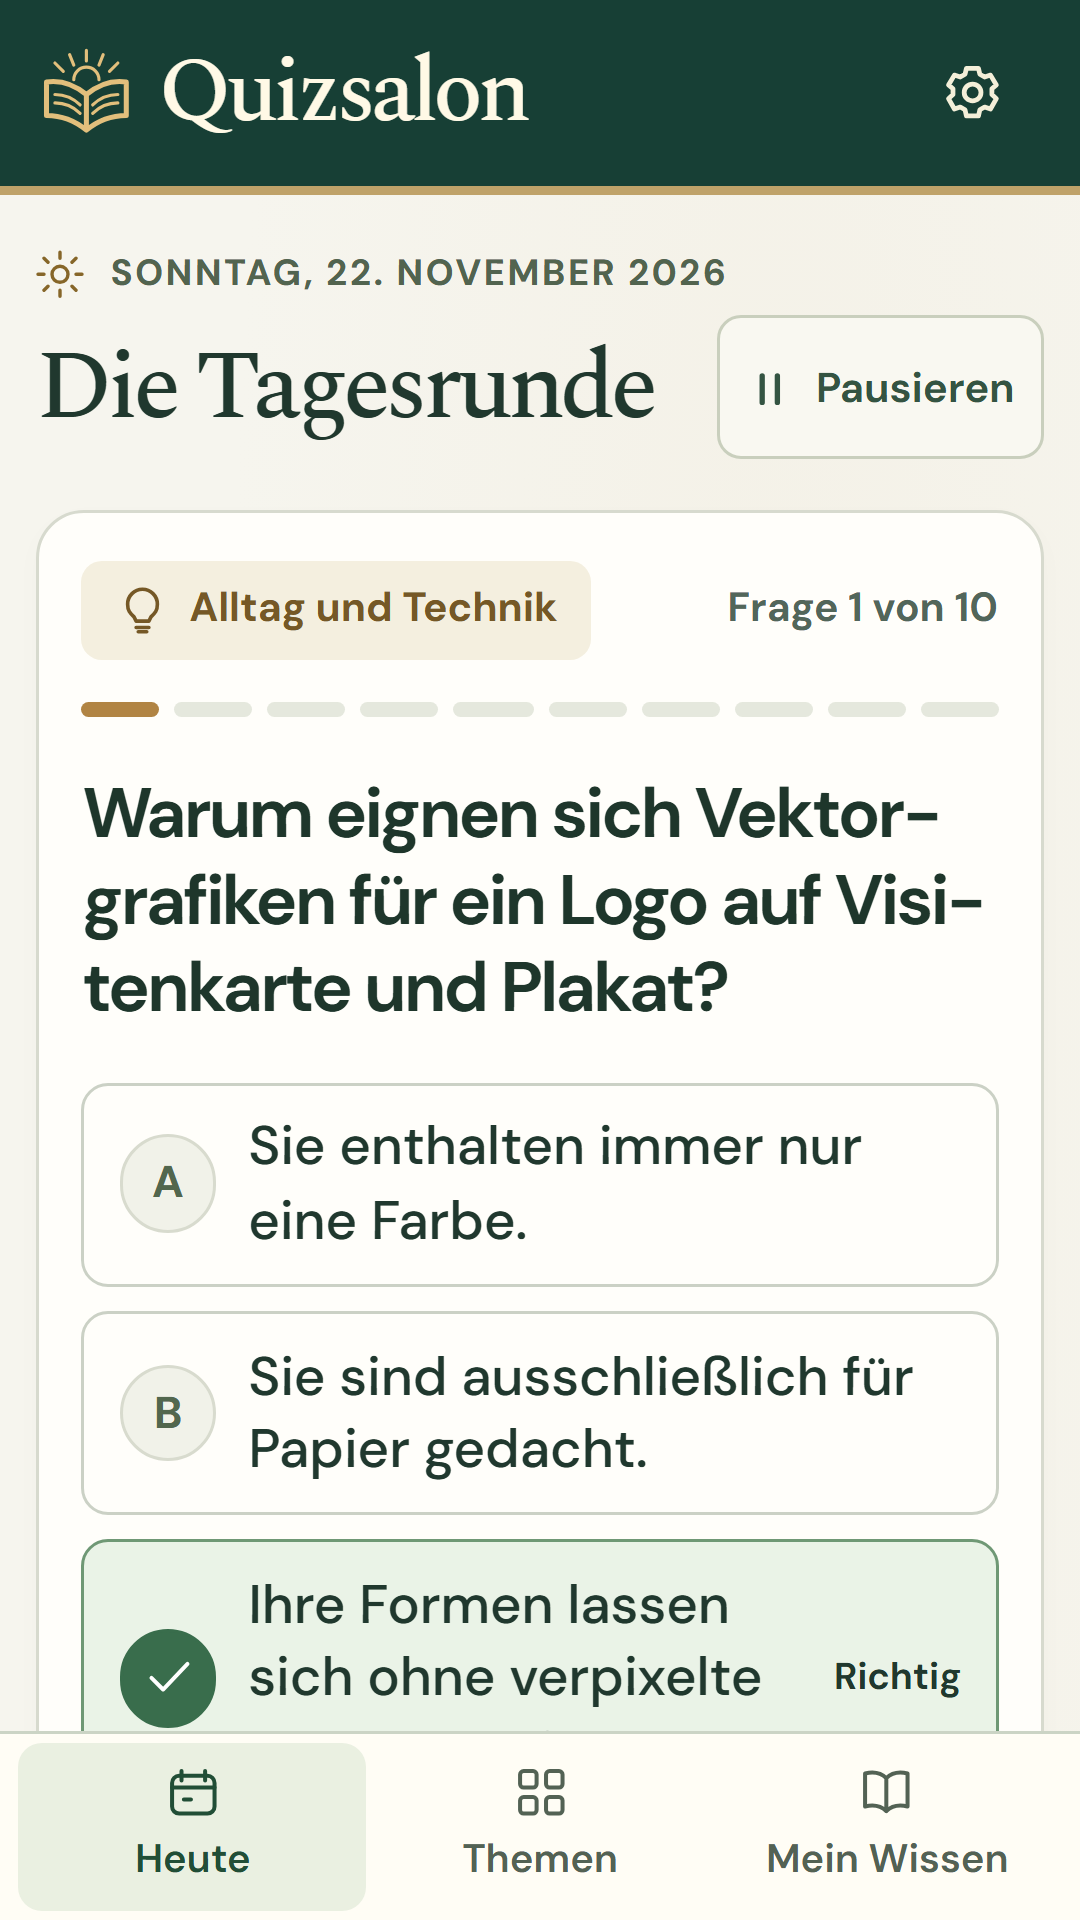 Quizsalon
SONNTAG, 22. NOVEMBER 2026
Die Tagesrunde
Pausieren
Alltag und Technik
Frage 1 von 10
Warum eignen sich Vektor-
grafiken für ein Logo auf Visi-
tenkarte und Plakat?
A
Sie enthalten immer nur
eine Farbe.
B
Sie sind ausschließlich für
Papier gedacht.
Ihre Formen lassen
sich ohne verpixelte
Richtig
Heute
Themen
Mein Wissen